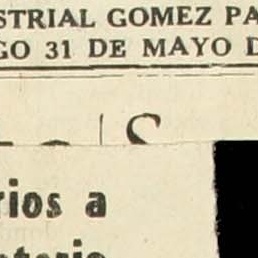 STRIAL GOMEZ PA
GO 31 DE MAYO D
S
rios a